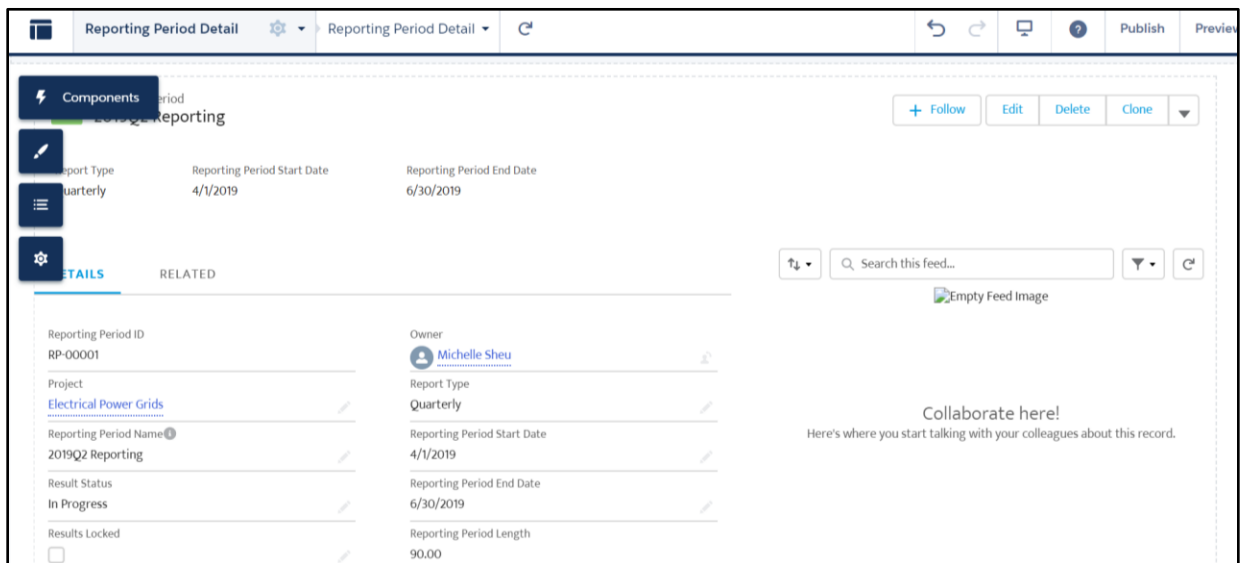 Reporting Period Detail Reporting Period Detail Publish Preview
Components
eriod
2019Q2 Reporting
+ Follow Edit Delete Clone
eport Type Reporting Period Start Date Reporting Period End Date
uarterly 4/1/2019 6/30/2019
ETAILS RELATED
Search this feed...
Empty Feed Image
Reporting Period ID Owner
RP-00001 Michelle Sheu
Project Report Type
Electrical Power Grids Quarterly
Collaborate here!
Here's where you start talking with your colleagues about this record.
Reporting Period Name Reporting Period Start Date
2019Q2 Reporting 4/1/2019
Result Status Reporting Period End Date
In Progress 6/30/2019
Results Locked Reporting Period Length
90.00